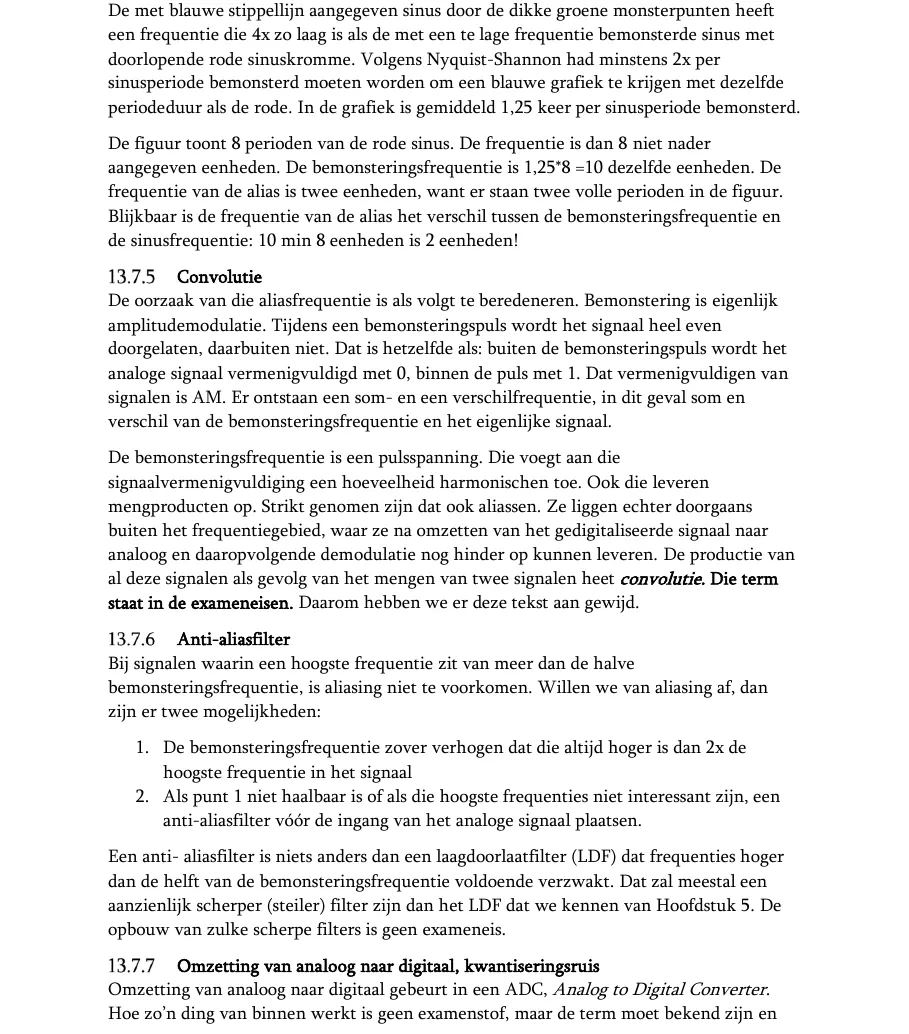 De met blauwe stippellijn aangegeven sinus door de dikke groene monsterpunten heeft
een frequentie die 4x zo laag is als de met een te lage frequentie bemonsterde sinus met
doorlopende rode sinuskromme. Volgens Nyquist-Shannon had minstens 2x per
sinusperiode bemonsterd moeten worden om een blauwe grafiek te krijgen met dezelfde
periodeduur als de rode. In de grafiek is gemiddeld 1,25 keer per sinusperiode bemonsterd.
De figuur toont 8 perioden van de rode sinus. De frequentie is dan 8 niet nader
aangegeven eenheden. De bemonsteringsfrequentie is 1,25*8 =10 dezelfde eenheden. De
frequentie van de alias is twee eenheden, want er staan twee volle perioden in de figuur.
Blijkbaar is de frequentie van de alias het verschil tussen de bemonsteringsfrequentie en
de sinusfrequentie: 10 min 8 eenheden is 2 eenheden!
13.7.5 Convolutie
De oorzaak van die aliasfrequentie is als volgt te beredeneren. Bemonstering is eigenlijk
amplitudemodulatie. Tijdens een bemonsteringspuls wordt het signaal heel even
doorgelaten, daarbuiten niet. Dat is hetzelfde als: buiten de bemonsteringspuls wordt het
analoge signaal vermenigvuldigd met 0, binnen de puls met 1. Dat vermenigvuldigen van
signalen is AM. Er ontstaan een som- en een verschilfrequentie, in dit geval som en
verschil van de bemonsteringsfrequentie en het eigenlijke signaal.
De bemonsteringsfrequentie is een pulsspanning. Die voegt aan die
signaalvermenigvuldiging een hoeveelheid harmonischen toe. Ook die leveren
mengproducten op. Strikt genomen zijn dat ook aliassen. Ze liggen echter doorgaans
buiten het frequentiegebied, waar ze na omzetten van het gedigitaliseerde signaal naar
analoog en daaropvolgende demodulatie nog hinder op kunnen leveren. De productie van
al deze signalen als gevolg van het mengen van twee signalen heet convolutie. Die term
staat in de exameneisen. Daarom hebben we er deze tekst aan gewijd.
13.7.6 Anti-aliasfilter
Bij signalen waarin een hoogste frequentie zit van meer dan de halve
bemonsteringsfrequentie, is aliasing niet te voorkomen. Willen we van aliasing af, dan
zijn er twee mogelijkheden:
1. De bemonsteringsfrequentie zover verhogen dat die altijd hoger is dan 2x de
hoogste frequentie in het signaal
2. Als punt 1 niet haalbaar is of als die hoogste frequenties niet interessant zijn, een
anti-aliasfilter vóór de ingang van het analoge signaal plaatsen.
Een anti- aliasfilter is niets anders dan een laagdoorlaatfilter (LDF) dat frequenties hoger
dan de helft van de bemonsteringsfrequentie voldoende verzwakt. Dat zal meestal een
aanzienlijk scherper (steiler) filter zijn dan het LDF dat we kennen van Hoofdstuk 5. De
opbouw van zulke scherpe filters is geen exameneis.
13.7.7 Omzetting van analoog naar digitaal, kwantiseringsruis
Omzetting van analoog naar digitaal gebeurt in een ADC, Analog to Digital Converter.
Hoe zo'n ding van binnen werkt is geen examenstof, maar de term moet bekend zijn en